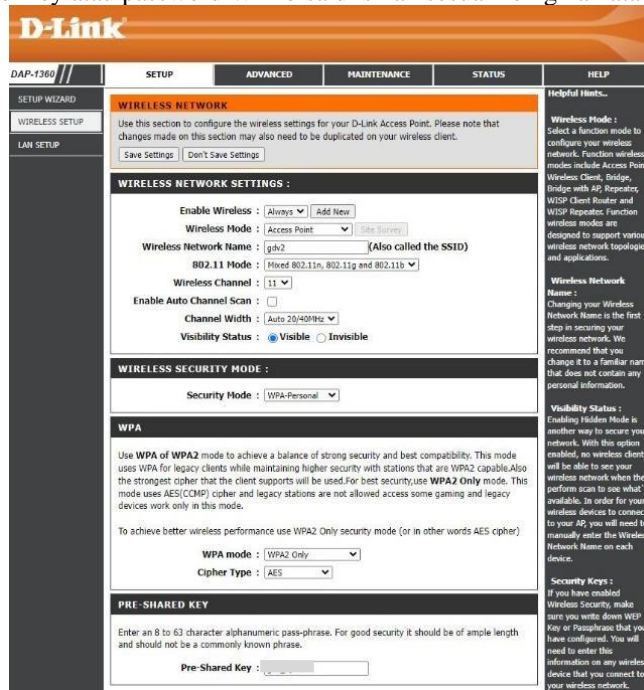 D-Link
DAP-1360
SETUP
ADVANCED
MAINTENANCE
STATUS
HELP
SETUP WIZARD
WIRELESS SETUP
LAN SETUP
WIRELESS NETWORK
Use this section to configure the wireless settings for your D-Link Access Point. Please note that
changes made on this section may also need to be duplicated on your wireless client.
Save Settings Don't Save Settings
WIRELESS NETWORK SETTINGS :
Enable Wireless : Always Add New
Wireless Mode : Access Point Site Survey
Wireless Network Name : gdv2 (Also called the SSID)
802.11 Mode : Mixed 802.11n, 802.11g and 802.11b
Wireless Channel : 11
Enable Auto Channel Scan :
Channel Width : Auto 20/40MHz
Visibility Status : Visible Invisible
WIRELESS SECURITY MODE :
Security Mode : WPA-Personal
WPA
Use WPA of WPA2 mode to achieve a balance of strong security and best compatibility. This mode
uses WPA for legacy clients while maintaining higher security with stations that are WPA2 capable.Also
the strongest cipher that the client supports will be used.For best security,use WPA2 Only mode. This
mode uses AES(CCMP) cipher and legacy stations are not allowed access some gaming and legacy
devices work only in this mode.
To achieve better wireless performance use WPA2 Only security mode (or in other words AES cipher)
WPA mode : WPA2 Only
Cipher Type : AES
PRE-SHARED KEY
Enter an 8 to 63 character alphanumeric pass-phrase. For good security it should be of ample length
and should not be a commonly known phrase.
Pre-Shared Key :
Helpful Hints..
Wireless Mode :
Select a function mode to
configure your wireless
network. Function wireless
modes include Access
Wireless Client, Bridge,
Bridge with AP, Repeater,
WISP Client Router and
WISP Repeater. Function
wireless modes are
designed to support
wireless network
and applications.
Wireless Network
Name :
Changing your Wireless
Network Name is the first
step in securing your
wireless network. We
recommend that you
change it to a familiar
that does not contain any
personal information.
Visibility Status :
Enabling Hidden Mode is
another way to secure
network. With this option
enabled, no wireless
will be able to see your
wireless network when
perform scan to see
available. In order for your
wireless devices to
to your AP, you will need
manually enter the
Network Name on each
device.
Security Keys :
If you have enabled
Wireless Security, make
sure you write down WEP
Key or Passphrase that
have configured. You will
need to enter this
information on any
device that you connect to
your wireless network.